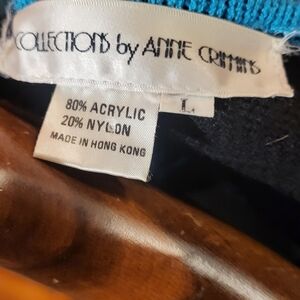 COLLECTIONS by ANNE CRIMMINS
L
80% ACRYLIC
20% NYLON
MADE IN HONG KONG